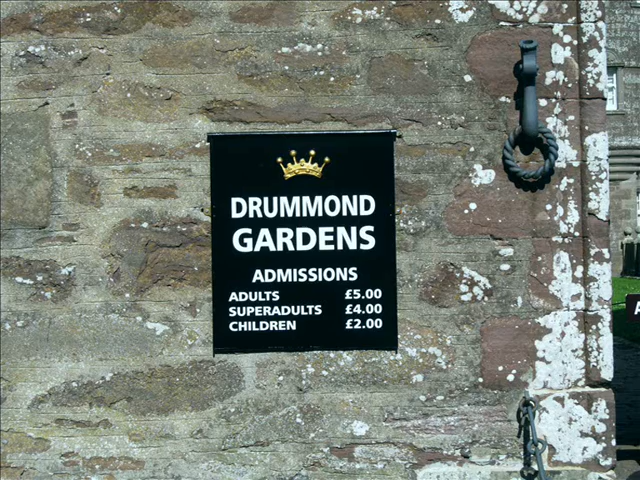 DRUMMOND
GARDENS
ADMISSIONS
ADULTS £5.00
SUPERADULTS £4.00
CHILDREN £2.00